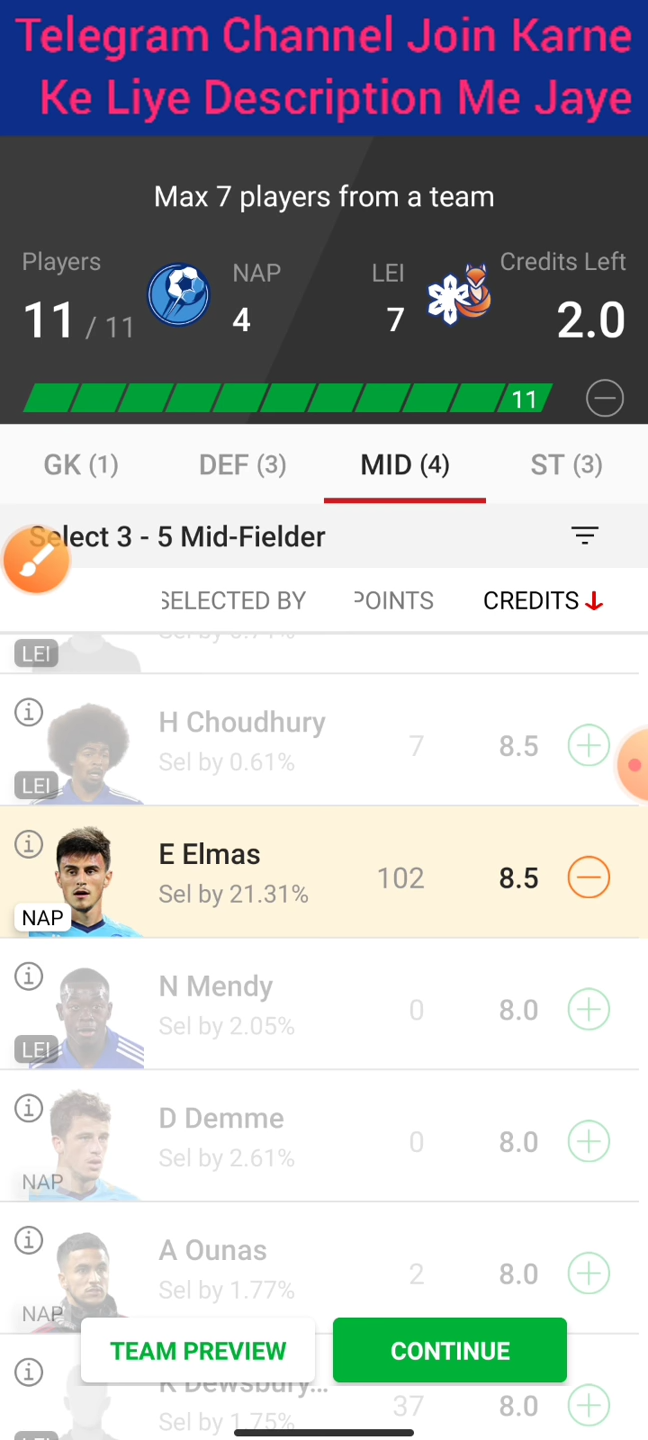 Telegram Channel Join Karne
Ke Liye Description Me Jaye
Max 7 players from a team
Players
NAP
LEI
Credits Left
11 / 11
4
7
2.0
11
GK (1)
DEF (3)
MID (4)
ST (3)
Select 3 - 5 Mid-Fielder
SELECTED BY
POINTS
CREDITS
LEI
H Choudhury
Sel by 0.61%
7
8.5
LEI
E Elmas
Sel by 21.31%
102
8.5
NAP
N Mendy
Sel by 2.05%
0
8.0
LEI
D Demme
Sel by 2.61%
0
8.0
NAP
A Ounas
Sel by 1.77%
2
8.0
NAP
TEAM PREVIEW
CONTINUE
K Dewsbury...
Sel by 1.75%
37
8.0